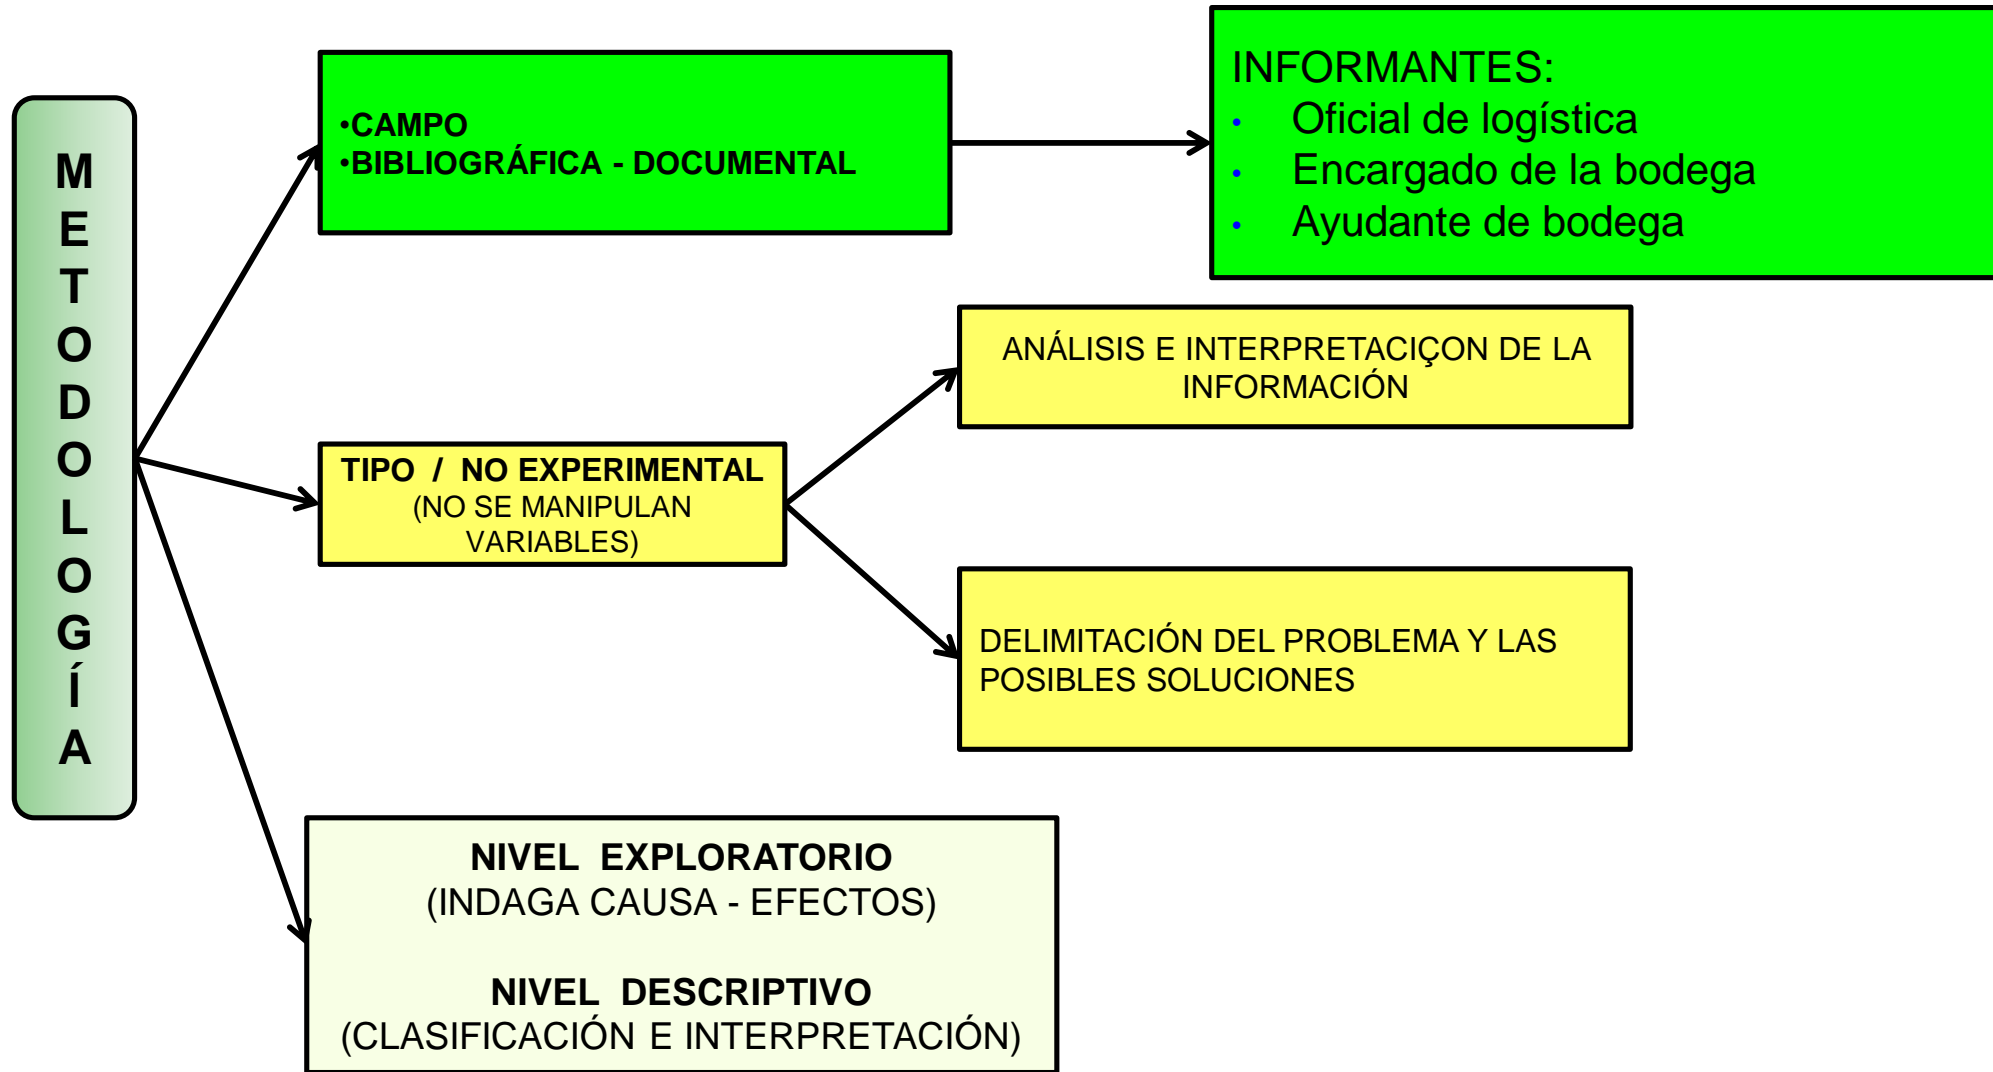 METODOLOGÍA
•CAMPO
•BIBLIOGRÁFICA - DOCUMENTAL
INFORMANTES:
• Oficial de logística
• Encargado de la bodega
• Ayudante de bodega
ANÁLISIS E INTERPRETACIÇON DE LA
INFORMACIÓN
TIPO / NO EXPERIMENTAL
(NO SE MANIPULAN
VARIABLES)
DELIMITACIÓN DEL PROBLEMA Y LAS
POSIBLES SOLUCIONES
NIVEL EXPLORATORIO
(INDAGA CAUSA - EFECTOS)
NIVEL DESCRIPTIVO
(CLASIFICACIÓN E INTERPRETACIÓN)